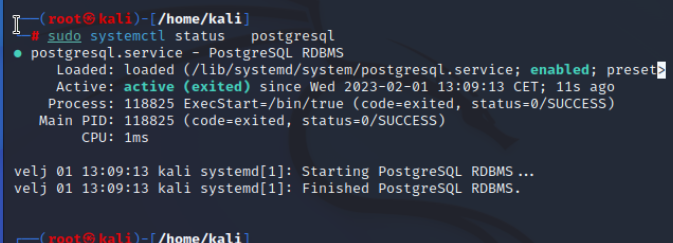 ┌──(root㉿kali)-[/home/kali]
└─# sudo systemctl status   postgresql
● postgresql.service - PostgreSQL RDBMS
     Loaded: loaded (/lib/systemd/system/postgresql.service; enabled; preset>
     Active: active (exited) since Wed 2023-02-01 13:09:13 CET; 11s ago
    Process: 118825 ExecStart=/bin/true (code=exited, status=0/SUCCESS)
   Main PID: 118825 (code=exited, status=0/SUCCESS)
        CPU: 1ms

velj 01 13:09:13 kali systemd[1]: Starting PostgreSQL RDBMS...
velj 01 13:09:13 kali systemd[1]: Finished PostgreSQL RDBMS.

┌──(root㉿kali)-[/home/kali]